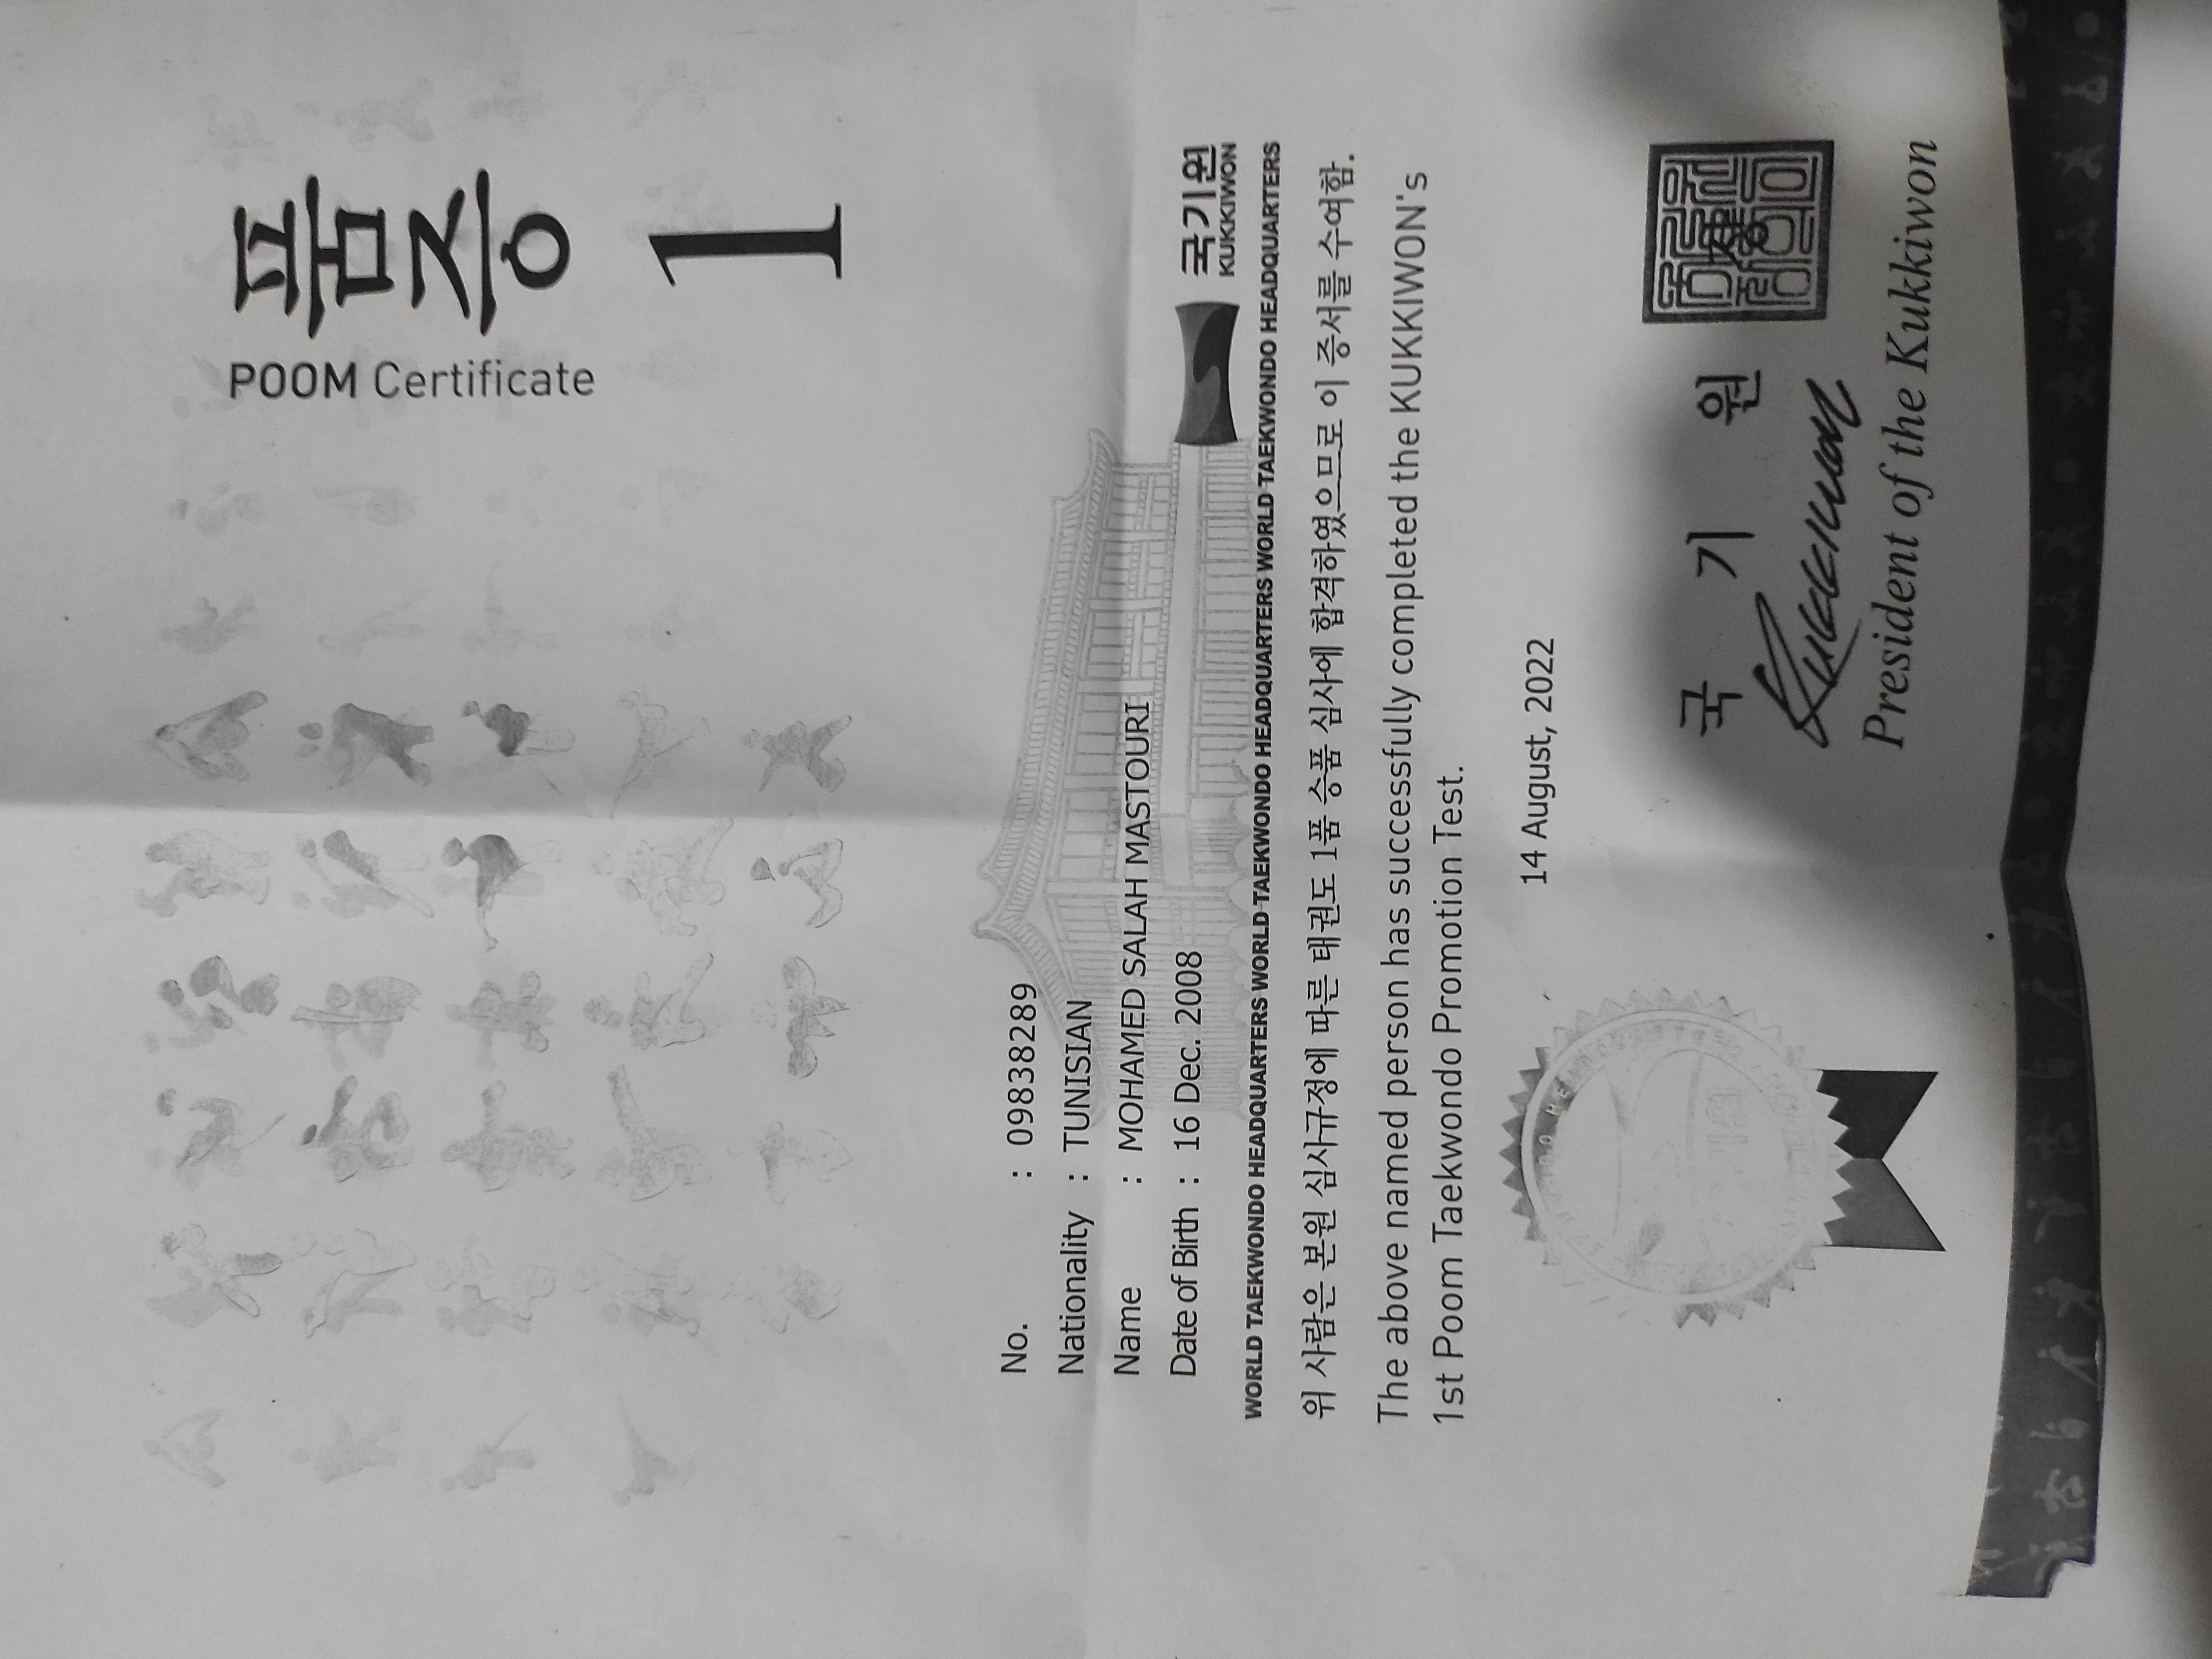 품증
1
POOM Certificate
No. : 09838289
Nationality : TUNISIAN
Name : MOHAMED SALAH MASTOURI
Date of Birth : 16 Dec. 2008
국기원
KUKKIWON
WORLD TAEKWONDO HEADQUARTERS WORLD TAEKWONDO HEADQUARTERS WORLD TAEKWONDO HEADQUARTERS WORLD TAEKWONDO HEADQUARTERS
위 사람은 본원 심사규정에 따른 태권도 1품 승품 심사에 합격하였으므로 이 증서를 수여함.
The above named person has successfully completed the KUKKIWON's
1st Poom Taekwondo Promotion Test.
14 August, 2022
국 기 원
President of the Kukkiwon